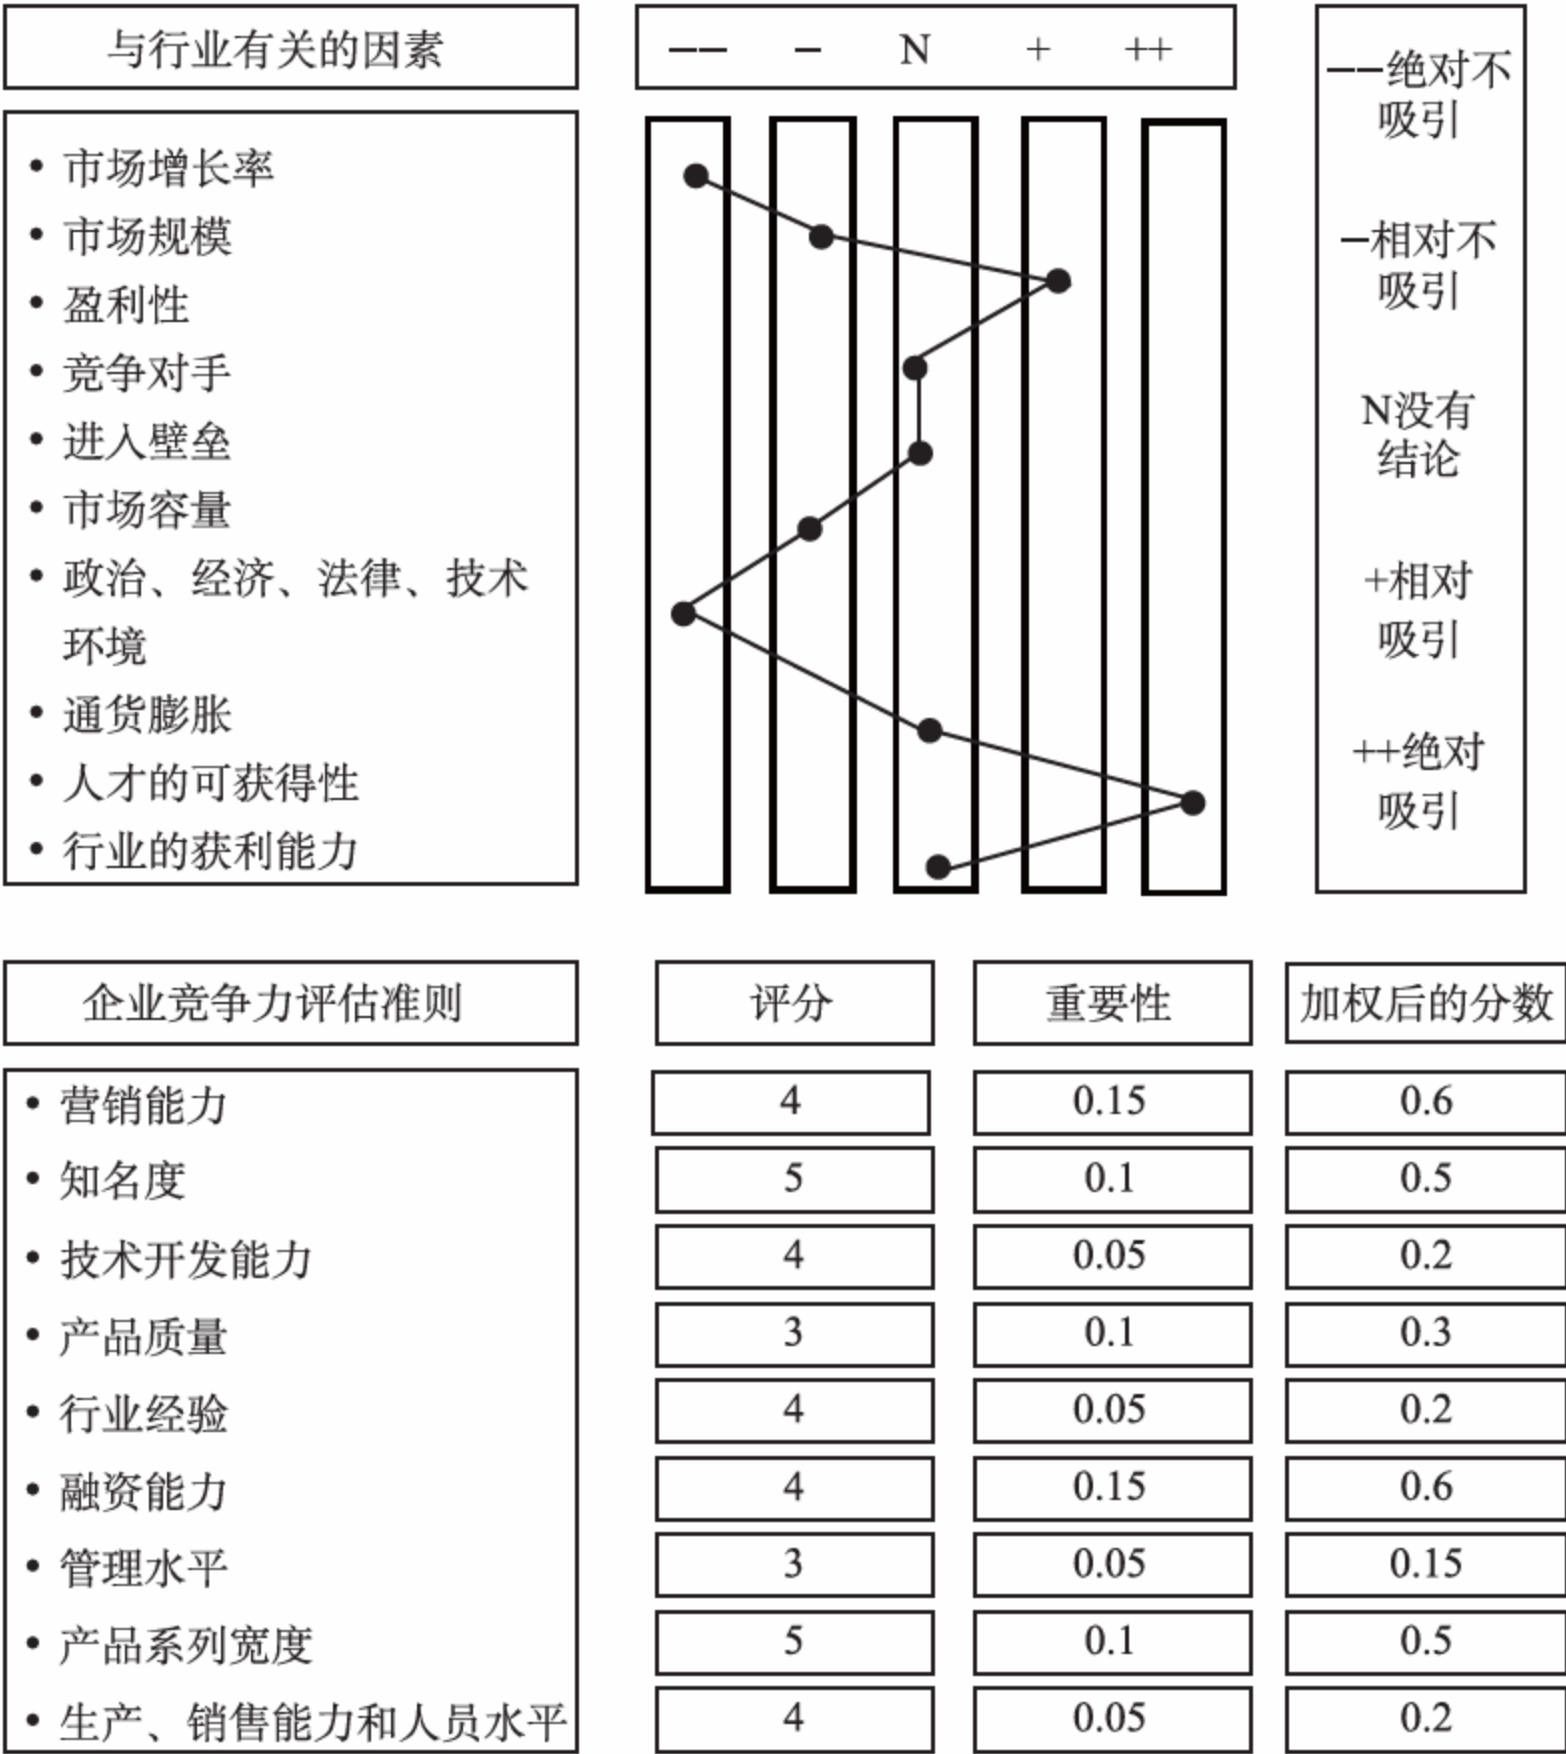 与行业有关的因素
−− − N + ++
• 市场增长率
• 市场规模
• 盈利性
• 竞争对手
• 进入壁垒
• 市场容量
• 政治、经济、法律、技术
环境
• 通货膨胀
• 人才的可获得性
• 行业的获利能力
−−绝对不
吸引
−相对不
吸引
N没有
结论
+相对
吸引
++绝对
吸引
企业竞争力评估准则 评分 重要性 加权后的分数
• 营销能力 4 0.15 0.6
• 知名度 5 0.1 0.5
• 技术开发能力 4 0.05 0.2
• 产品质量 3 0.1 0.3
• 行业经验 4 0.05 0.2
• 融资能力 4 0.15 0.6
• 管理水平 3 0.05 0.15
• 产品系列宽度 5 0.1 0.5
• 生产、销售能力和人员水平 4 0.05 0.2